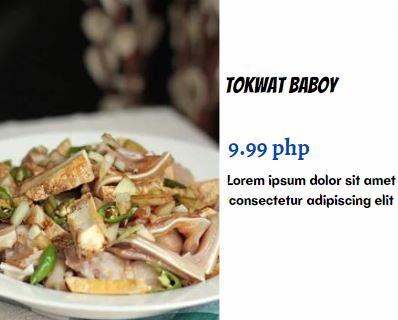 TOKWAT BABOY
9.99 php
Lorem ipsum dolor sit amet
consectetur adipiscing elit